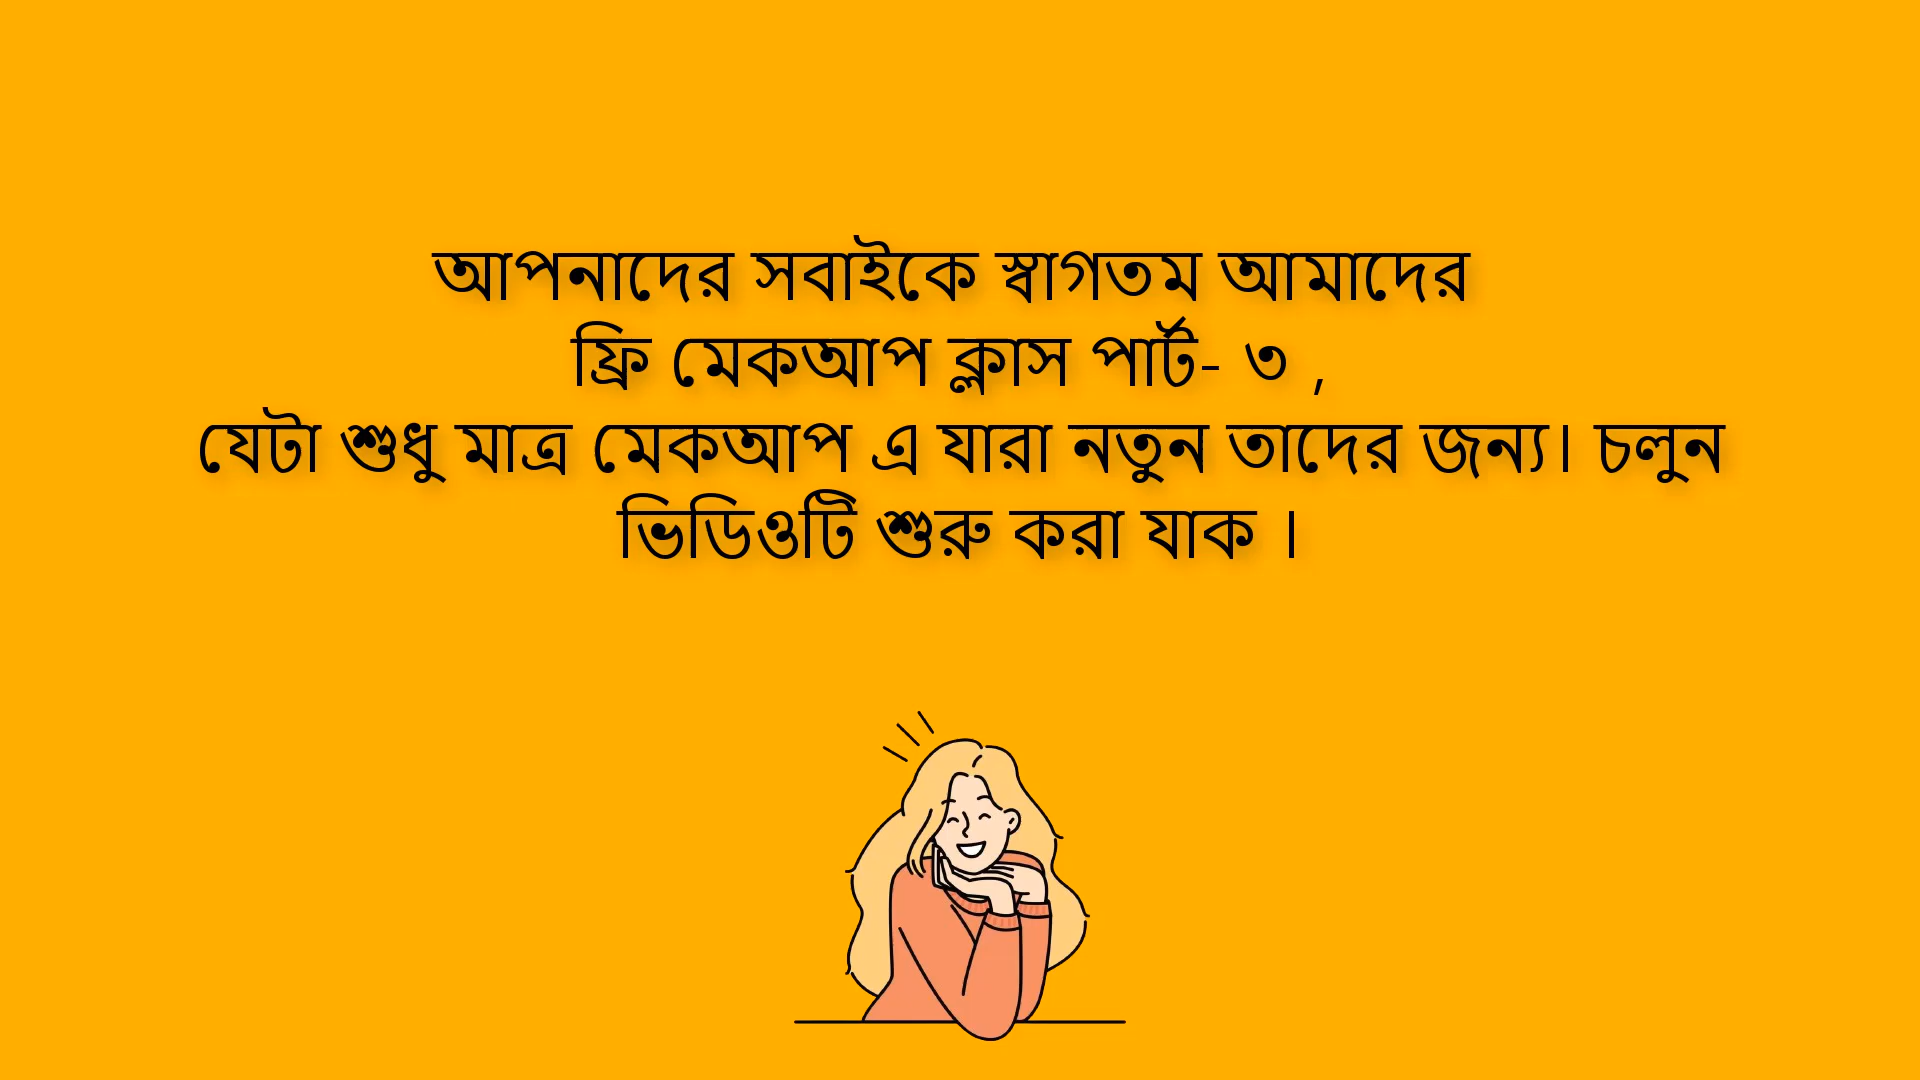 আপনাদের সবাইকে স্বাগতম আমাদের
ফ্রি মেকআপ ক্লাস পার্ট- ৩ ,
যেটা শুধু মাত্র মেকআপ এ যারা নতুন তাদের জন্য। চলুন
ভিডিওটি শুরু করা যাক ।